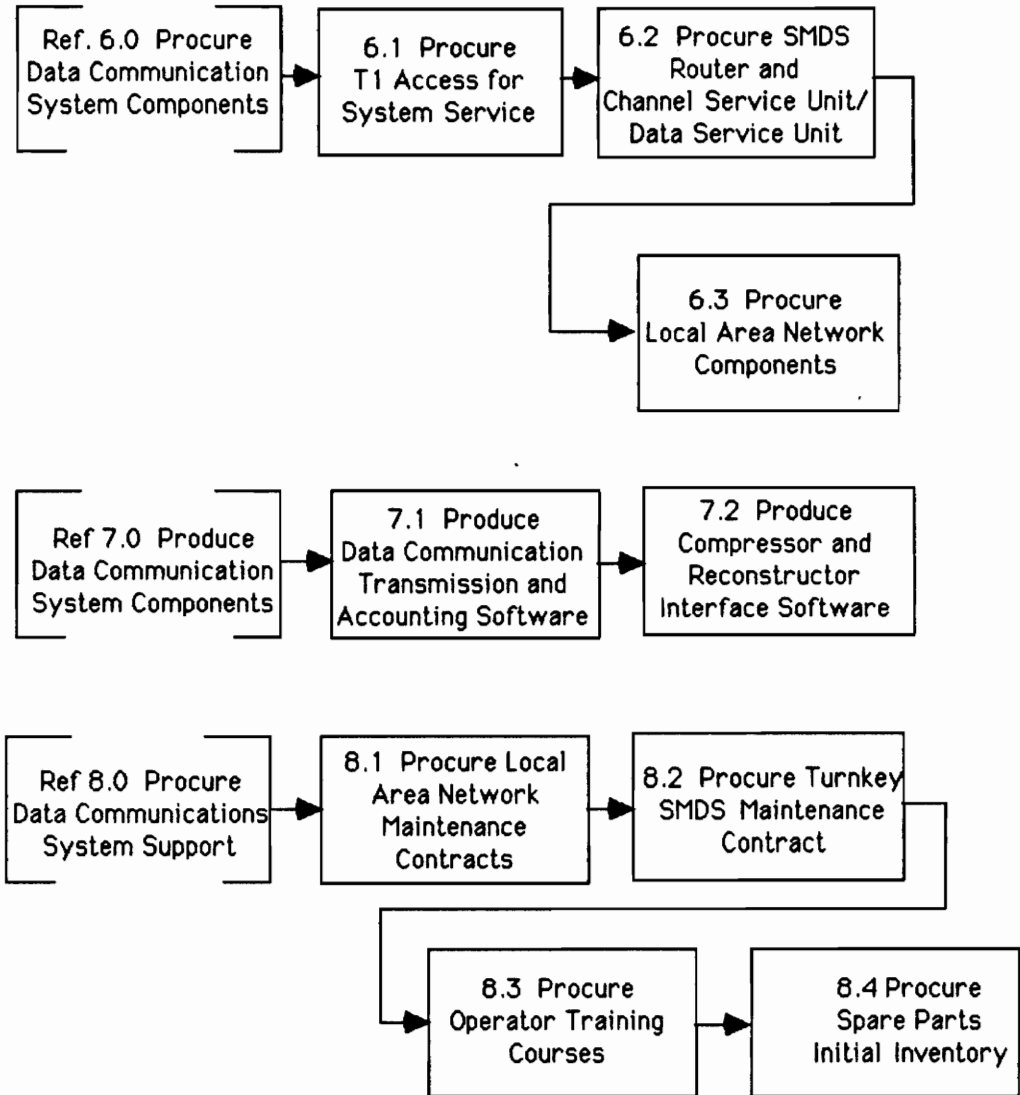 Ref. 6.0 Procure
Data Communication
System Components
6.1 Procure
T1 Access for
System Service
6.2 Procure SMDS
Router and
Channel Service Unit/
Data Service Unit
6.3 Procure
Local Area Network
Components
Ref 7.0 Produce
Data Communication
System Components
7.1 Produce
Data Communication
Transmission and
Accounting Software
7.2 Produce
Compressor and
Reconstructor
Interface Software
Ref 8.0 Procure
Data Communications
System Support
8.1 Procure Local
Area Network
Maintenance
Contracts
8.2 Procure Turnkey
SMDS Maintenance
Contract
8.3 Procure
Operator Training
Courses
8.4 Procure
Spare Parts
Initial Inventory